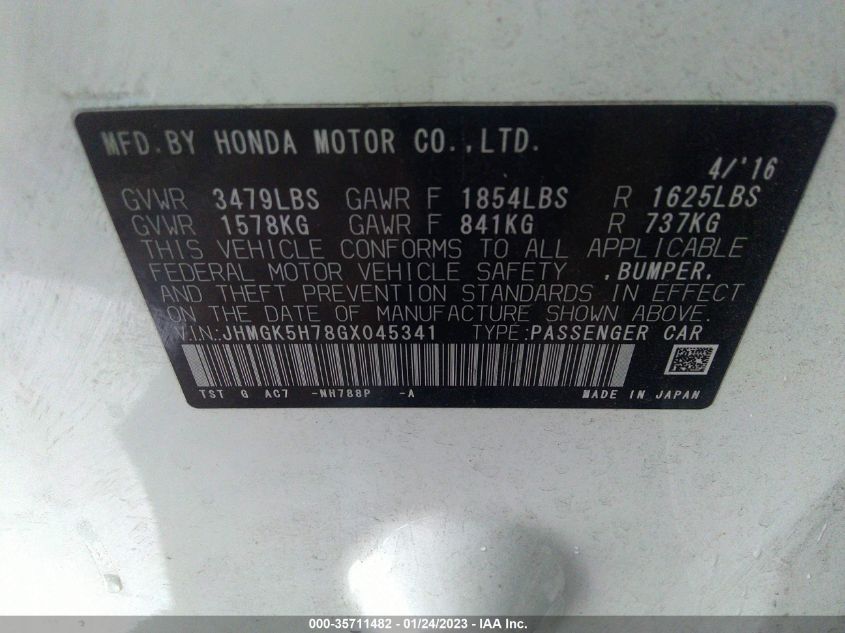 MFD.BY HONDA MOTOR CO.,LTD.
4/'16
GVWR 3479LBS GAWR F 1854LBS R 1625LBS
GVWR 1578KG GAWR F 841KG R 737KG
THIS VEHICLE CONFORMS TO ALL APPLICABLE
FEDERAL MOTOR VEHICLE SAFETY ,BUMPER,
AND THEFT PREVENTION STANDARDS IN EFFECT
ON THE DATE OF MANUFACTURE SHOWN ABOVE.
V.I.N.:JHMGK5H78GX045341 TYPE:PASSENGER CAR
TST G AC7 -NH788P -A MADE IN JAPAN
000-35711482 - 01/24/2023 - IAA Inc.